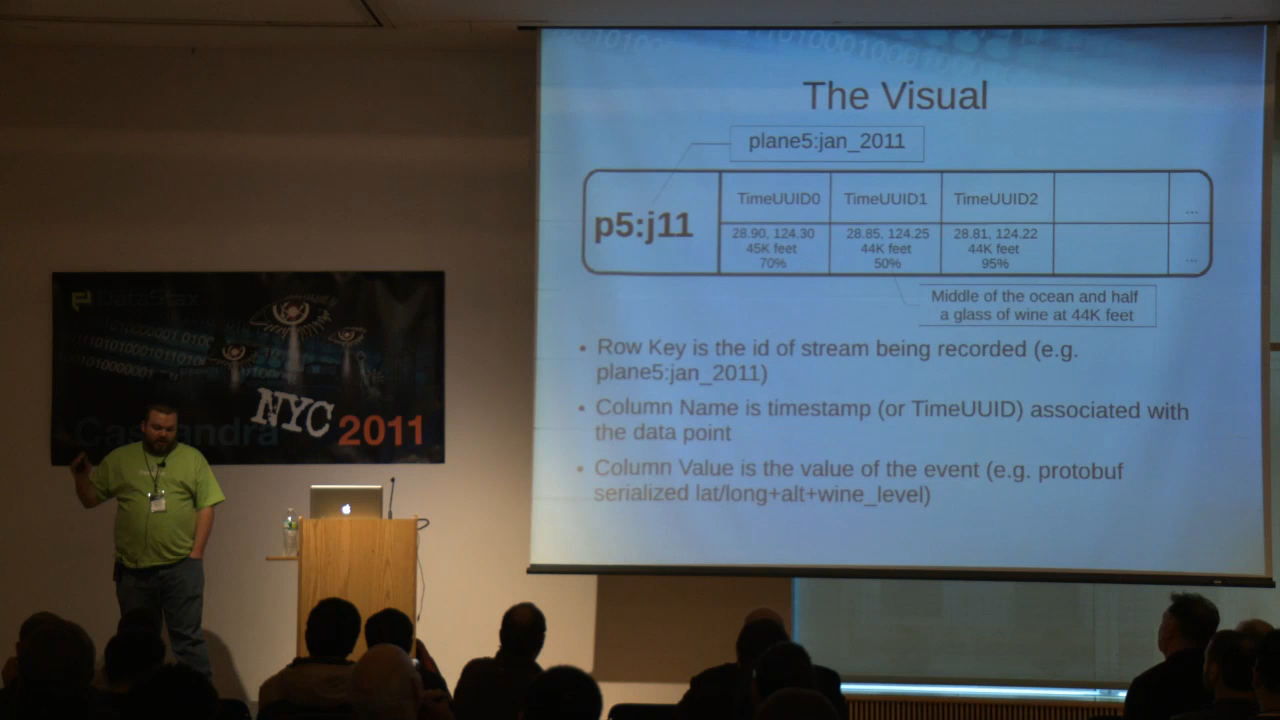 The Visual
plane5:jan_2011
p5:j11
TimeUUID0
TimeUUID1
TimeUUID2
...
28.90, 124.30
45K feet
70%
28.85, 124.25
44K feet
50%
28.81, 124.22
44K feet
95%
...
Middle of the ocean and half
a glass of wine at 44K feet
• Row Key is the id of stream being recorded (e.g.
plane5:jan_2011)
• Column Name is timestamp (or TimeUUID) associated with
the data point
• Column Value is the value of the event (e.g. protobuf
serialized lat/long+alt+wine_level)
DataStax
NYC
Cassandra 2011